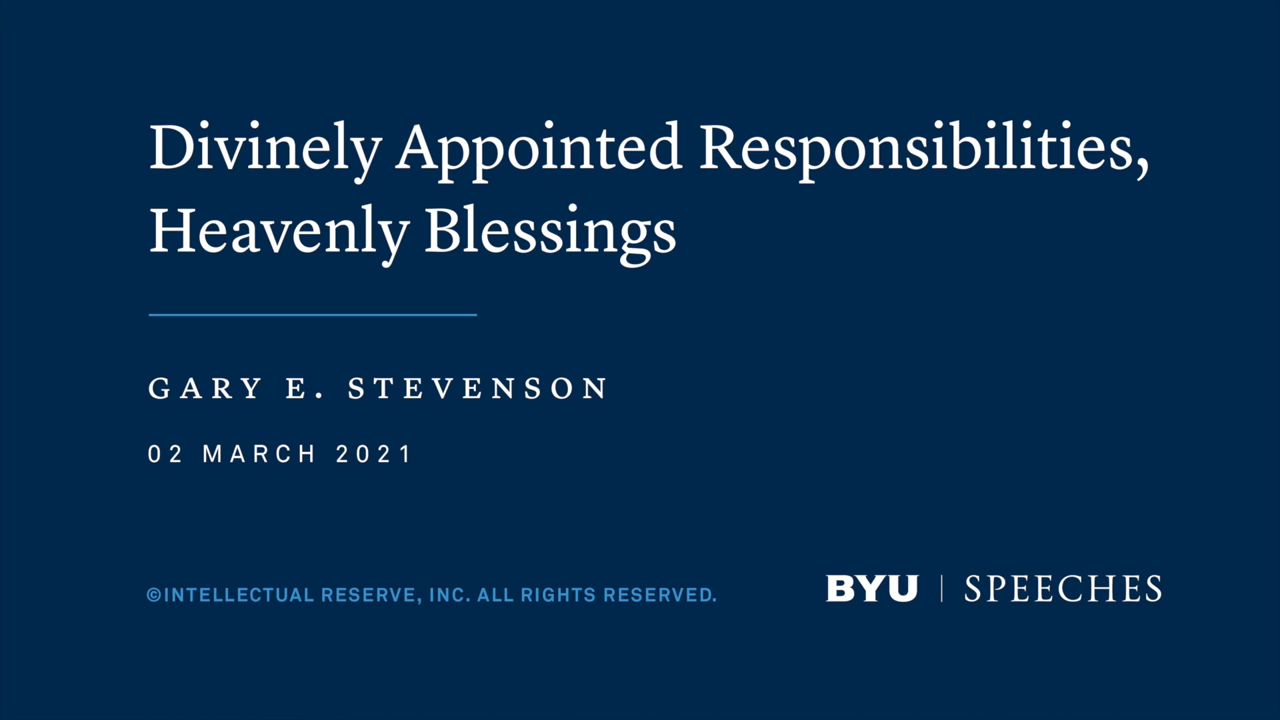 Divinely Appointed Responsibilities,
Heavenly Blessings
GARY E. STEVENSON
02 MARCH 2021
©INTELLECTUAL RESERVE, INC. ALL RIGHTS RESERVED.
BYU | SPEECHES